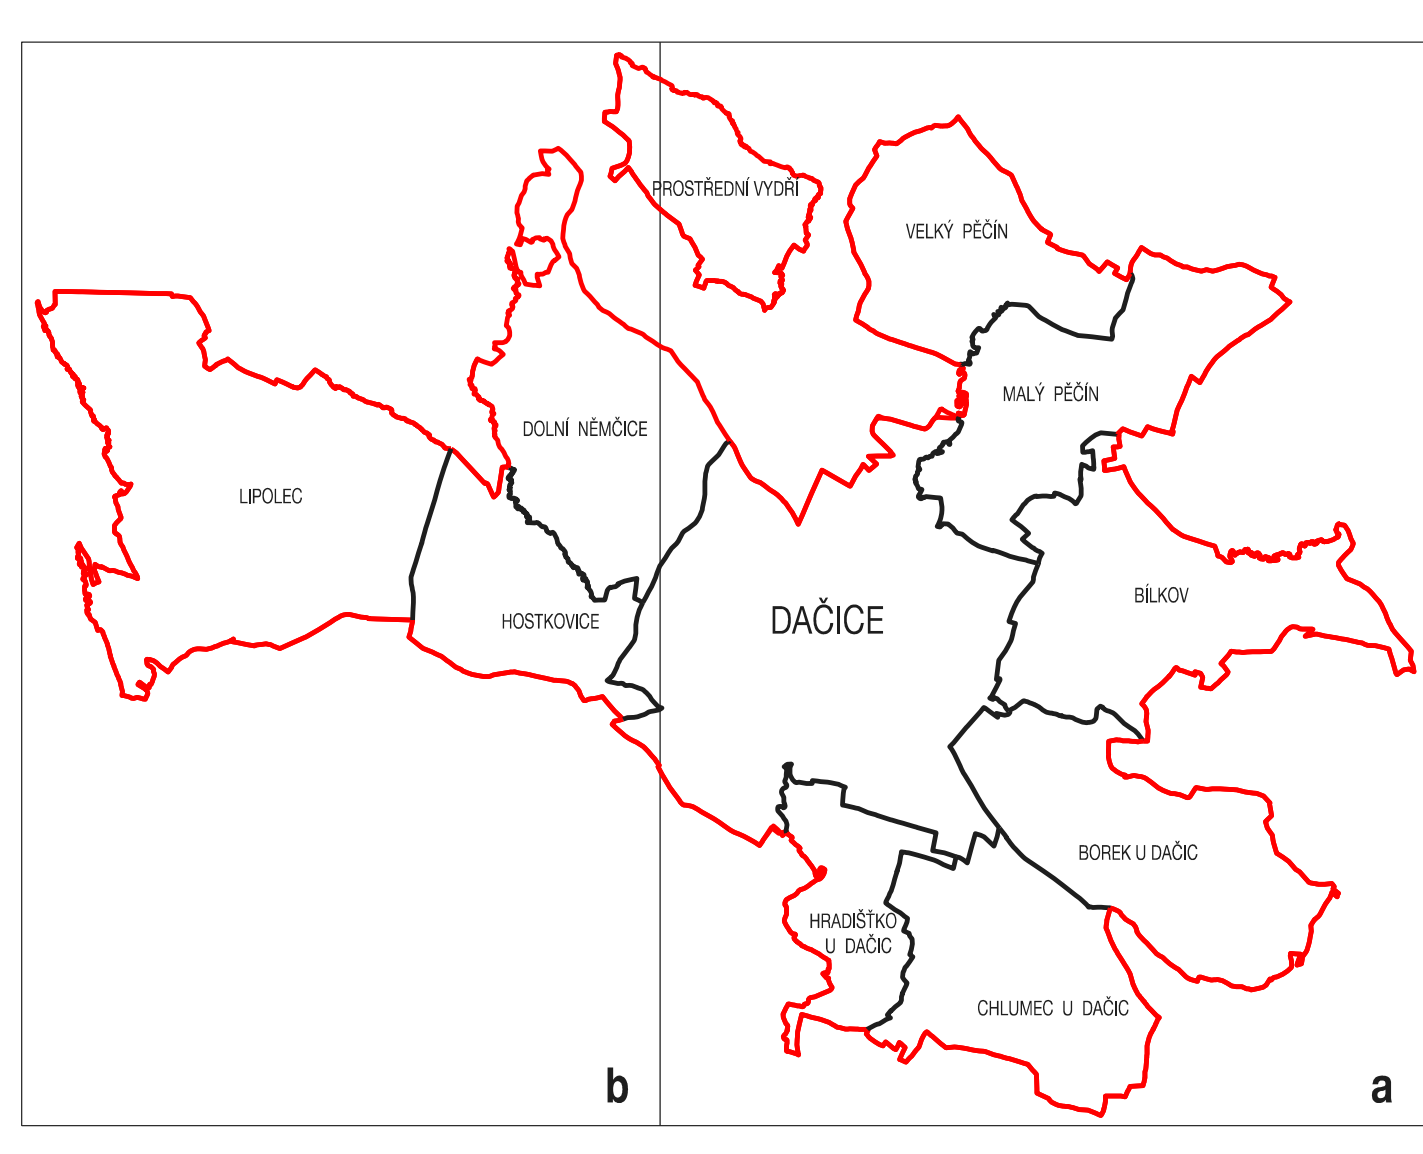 PROSTŘEDNÍ VYDŘÍ
VELKÝ PĚČÍN
MALÝ PĚČÍN
DOLNÍ NĚMČICE
LIPOLEC
BÍLKOV
HOSTKOVICE
DAČICE
BOREK U DAČIC
HRADIŠŤKO
U DAČIC
CHLUMEC U DAČIC
b
a